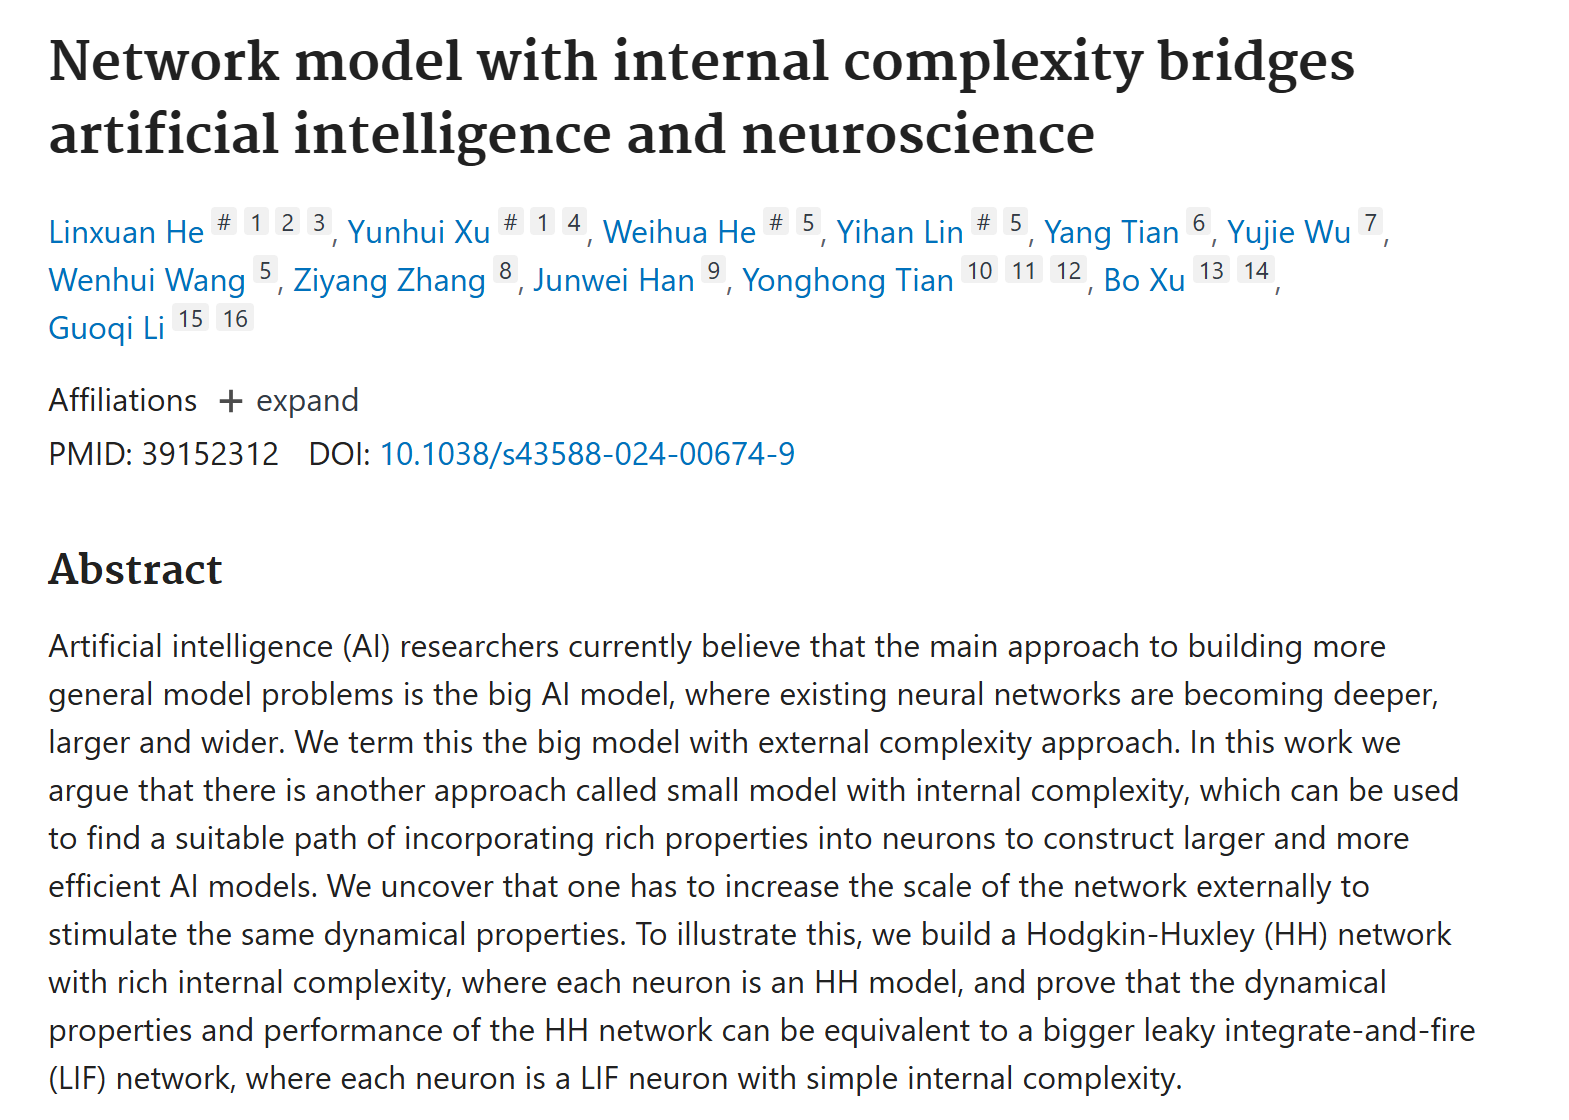 Network model with internal complexity bridges
artificial intelligence and neuroscience
Linxuan He # 1 2 3, Yunhui Xu # 1 4, Weihua He # 5, Yihan Lin # 5, Yang Tian 6, Yujie Wu 7,
Wenhui Wang 5, Ziyang Zhang 8, Junwei Han 9, Yonghong Tian 10 11 12, Bo Xu 13 14,
Guoqi Li 15 16
Affiliations + expand
PMID: 39152312 DOI: 10.1038/s43588-024-00674-9
Abstract
Artificial intelligence (AI) researchers currently believe that the main approach to building more
general model problems is the big AI model, where existing neural networks are becoming deeper,
larger and wider. We term this the big model with external complexity approach. In this work we
argue that there is another approach called small model with internal complexity, which can be used
to find a suitable path of incorporating rich properties into neurons to construct larger and more
efficient AI models. We uncover that one has to increase the scale of the network externally to
stimulate the same dynamical properties. To illustrate this, we build a Hodgkin-Huxley (HH) network
with rich internal complexity, where each neuron is an HH model, and prove that the dynamical
properties and performance of the HH network can be equivalent to a bigger leaky integrate-and-fire
(LIF) network, where each neuron is a LIF neuron with simple internal complexity.